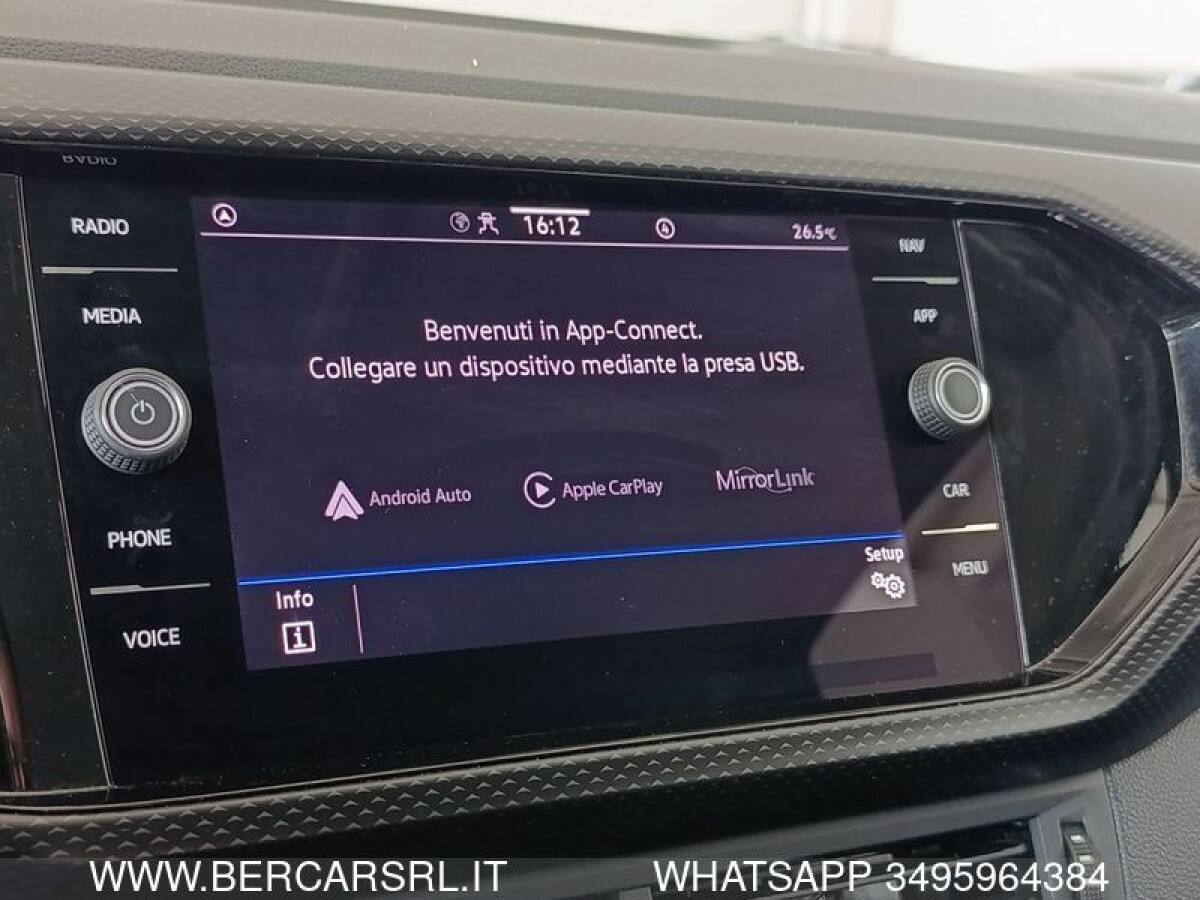 RADIO
MEDIA
PHONE
VOICE
16:12
4
26.5°C
Benvenuti in App-Connect.
Collegare un dispositivo mediante la presa USB.
Android Auto
Apple CarPlay
MirrorLink
Setup
Info
i
NAV
APP
CAR
MENU
WWW.BERCARSRL.IT
WHATSAPP 3495964384